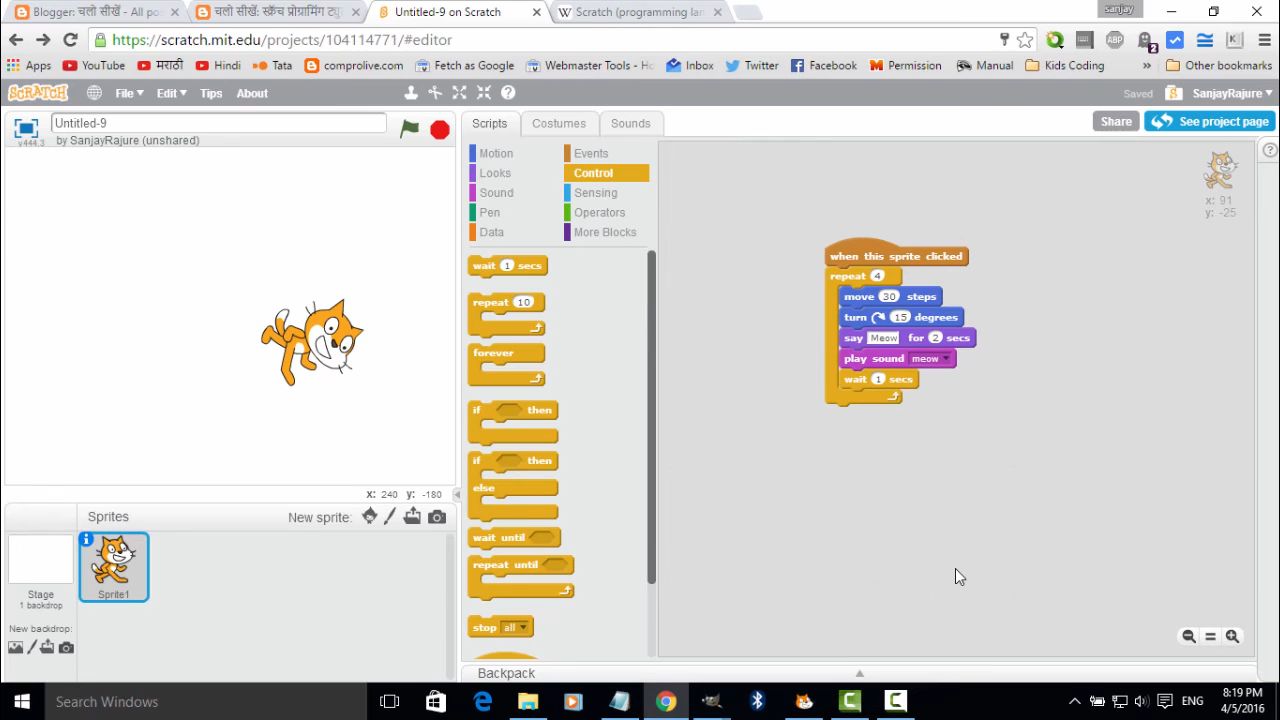 Blogger: चलो सीखें - All po
चलो सीखें: स्क्रॅच प्रोग्रामिंग ट्यु
Untitled-9 on Scratch
Scratch (programming lan
sanjay
https://scratch.mit.edu/projects/104114771/#editor
ABP
2
Apps YouTube मराठी Hindi Tata comprolive.com Fetch as Google Webmaster Tools - Ho Inbox Twitter Facebook Permission Manual Kids Coding » Other bookmarks
SCRATCH File Edit Tips About Saved SanjayRajure
Untitled-9
by SanjayRajure (unshared)
v444.3
Scripts Costumes Sounds
Share See project page
Motion Events
Looks Control
Sound Sensing
Pen Operators
Data More Blocks
wait 1 secs
repeat 10
forever
if then
if then
else
wait until
repeat until
stop all
x: 91
y: -25
when this sprite clicked
repeat 4
move 30 steps
turn 15 degrees
say Meow for 2 secs
play sound meow
wait 1 secs
x: 240 y: -180
Sprites New sprite:
Stage
1 backdrop
Sprite1
New backdrop:
Backpack
Search Windows
ENG
8:19 PM
4/5/2016